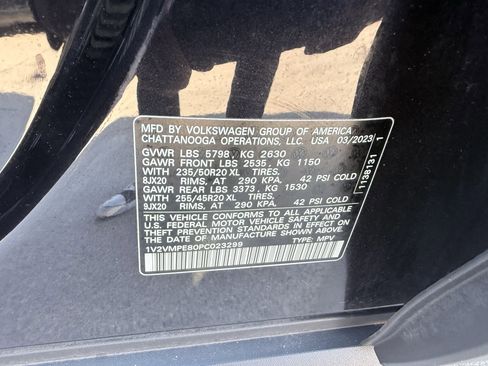 MFD BY VOLKSWAGEN GROUP OF AMERICA
CHATTANOOGA OPERATIONS, LLC. USA 03/2023
GVWR LBS 5798, KG 2630
GAWR FRONT LBS 2535, KG 1150
WITH 235/50R20 XL TIRES,
8JX20 RIMS, AT 290 KPA. 42 PSI COLD
GAWR REAR LBS 3373, KG 1530
WITH 255/45R20 XL TIRES,
9JX20 RIMS, AT 290 KPA. 42 PSI COLD
THIS VEHICLE CONFORMS TO ALL APPLICABLE
U.S. FEDERAL MOTOR VEHICLE SAFETY AND
THEFT PREVENTION STANDARDS IN EFFECT ON
THE DATE OF MANUFACTURE SHOWN ABOVE.
1V2VMPE80PC023299 TYPE: MPV
11138131 1